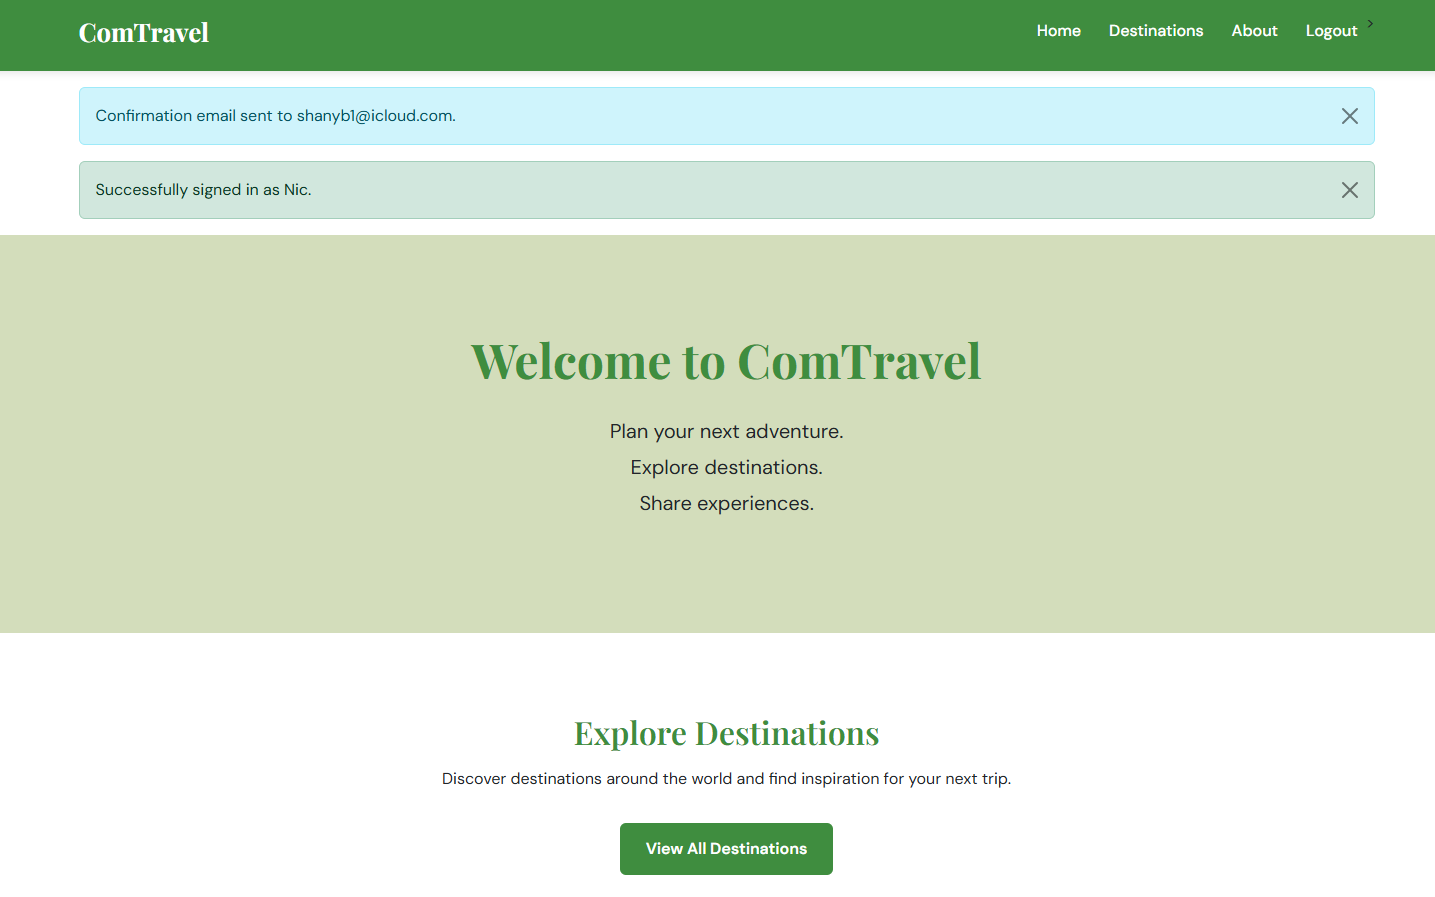 ComTravel
Home Destinations About Logout >
Confirmation email sent to shanyb1@icloud.com.
Successfully signed in as Nic.
Welcome to ComTravel
Plan your next adventure.
Explore destinations.
Share experiences.
Explore Destinations
Discover destinations around the world and find inspiration for your next trip.
View All Destinations